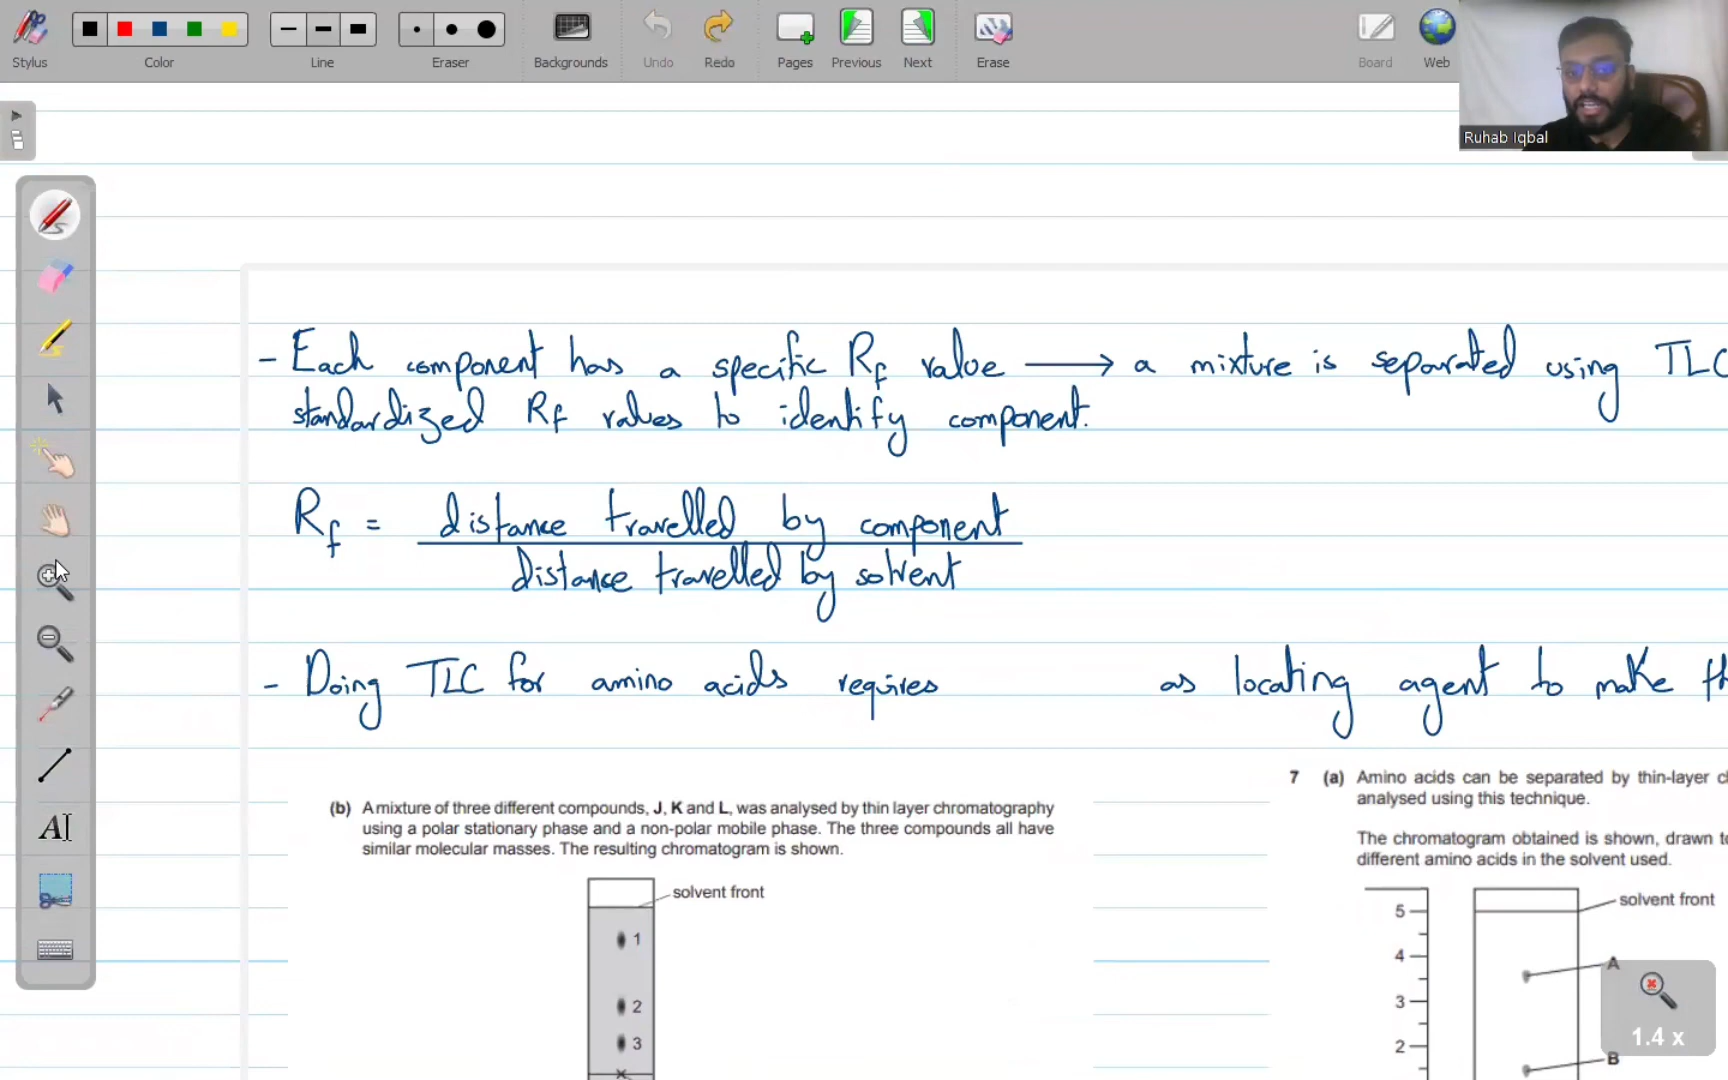 Stylus
Color
Line
Eraser
Backgrounds
Undo
Redo
Pages
Previous
Next
Erase
Board
Web
Ruhab Iqbal
- Each component has a specific Rf value ⟶ a mixture is separated using TLC
standardized Rf values to identify component.
Rf = distance travelled by component
distance travelled by solvent
- Doing TLC for amino acids requires as locating agent to make th
(b) A mixture of three different compounds, J, K and L, was analysed by thin layer chromatography
using a polar stationary phase and a non-polar mobile phase. The three compounds all have
similar molecular masses. The resulting chromatogram is shown.
solvent front
1
2
3
x
7 (a) Amino acids can be separated by thin-layer c
analysed using this technique.
The chromatogram obtained is shown, drawn to
different amino acids in the solvent used.
solvent front
5
4
3
2
A
B
1.4 x
AI